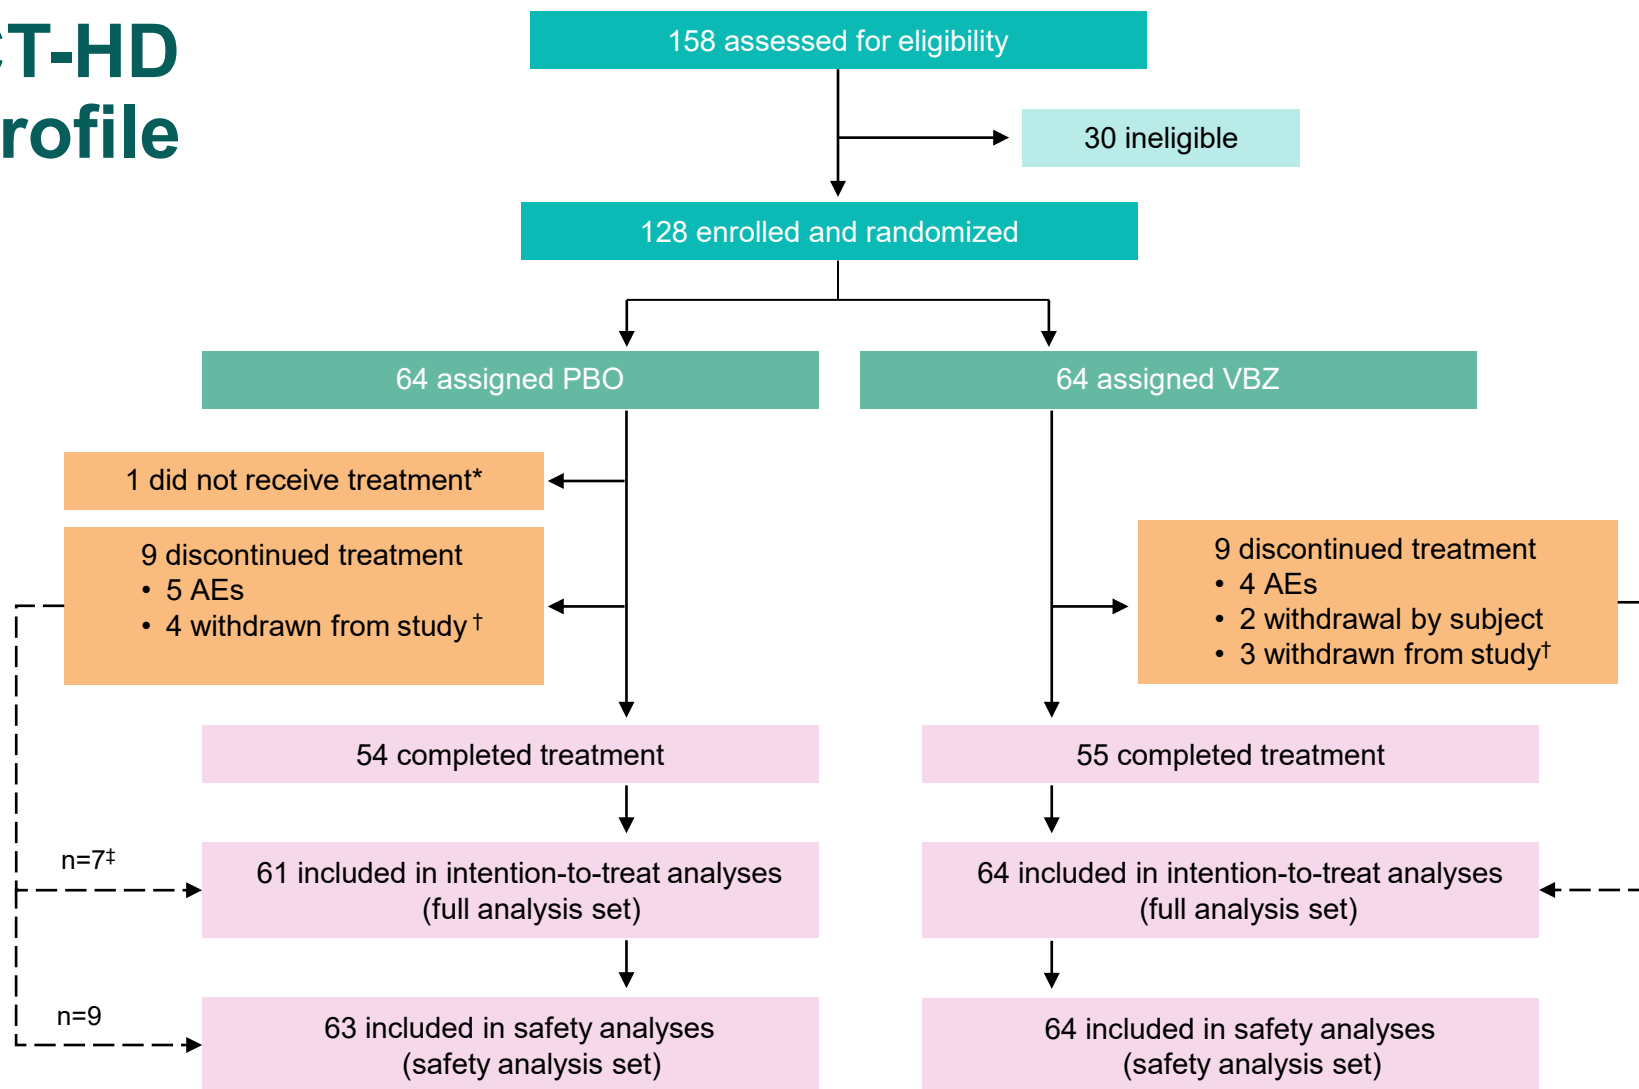 CT-HD
rofile
158 assessed for eligibility
30 ineligible
128 enrolled and randomized
64 assigned PBO
64 assigned VBZ
1 did not receive treatment*
9 discontinued treatment
• 5 AEs
• 4 withdrawn from study †
9 discontinued treatment
• 4 AEs
• 2 withdrawal by subject
• 3 withdrawn from study†
54 completed treatment
55 completed treatment
n=7‡
61 included in intention-to-treat analyses
(full analysis set)
64 included in intention-to-treat analyses
(full analysis set)
n=9
63 included in safety analyses
(safety analysis set)
64 included in safety analyses
(safety analysis set)